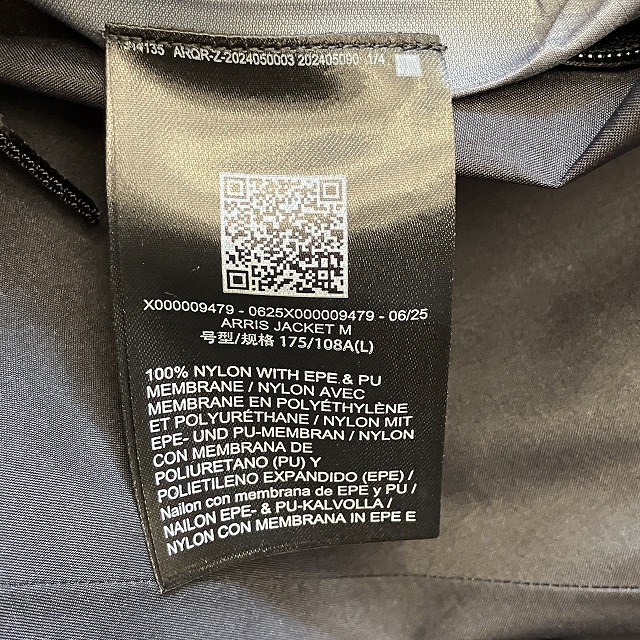 ARQR-Z-2024050003 202405090 1/4
X000009479 - 0625X000009479 - 06/25
ARRIS JACKET M
号型/规格 175/108A(L)
100% NYLON WITH EPE.& PU
MEMBRANE / NYLON AVEC
MEMBRANE EN POLYÉTHYLÈNE
ET POLYURÉTHANE / NYLON MIT
EPE- UND PU-MEMBRAN / NYLON
CON MEMBRANA DE
POLIURETANO (PU) Y
POLIETILENO EXPANDIDO (EPE) /
Nailon con membrana de EPE y PU /
NAILON EPE- & PU-KALVOLLA /
NYLON CON MEMBRANA IN EPE E